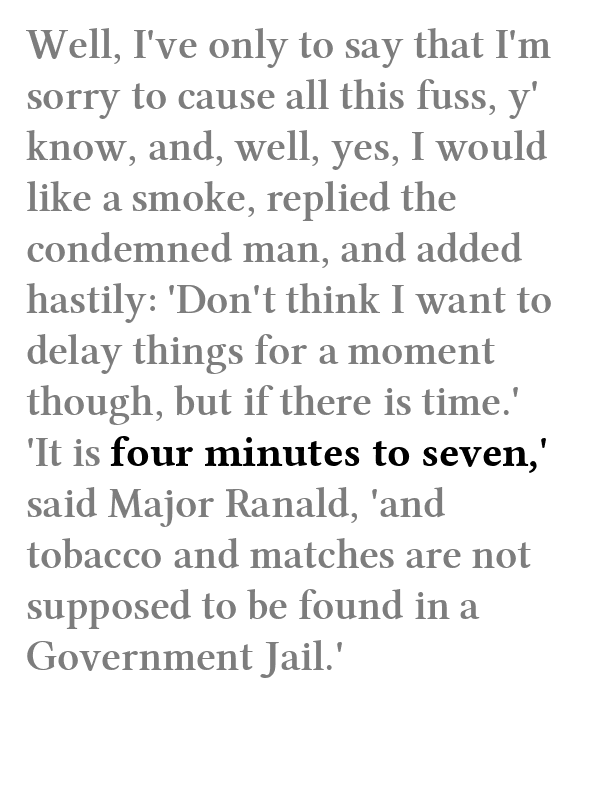 Well, I've only to say that I'm
sorry to cause all this fuss, y'
know, and, well, yes, I would
like a smoke, replied the
condemned man, and added
hastily: 'Don't think I want to
delay things for a moment
though, but if there is time.'
'It is four minutes to seven,'
said Major Ranald, 'and
tobacco and matches are not
supposed to be found in a
Government Jail.'